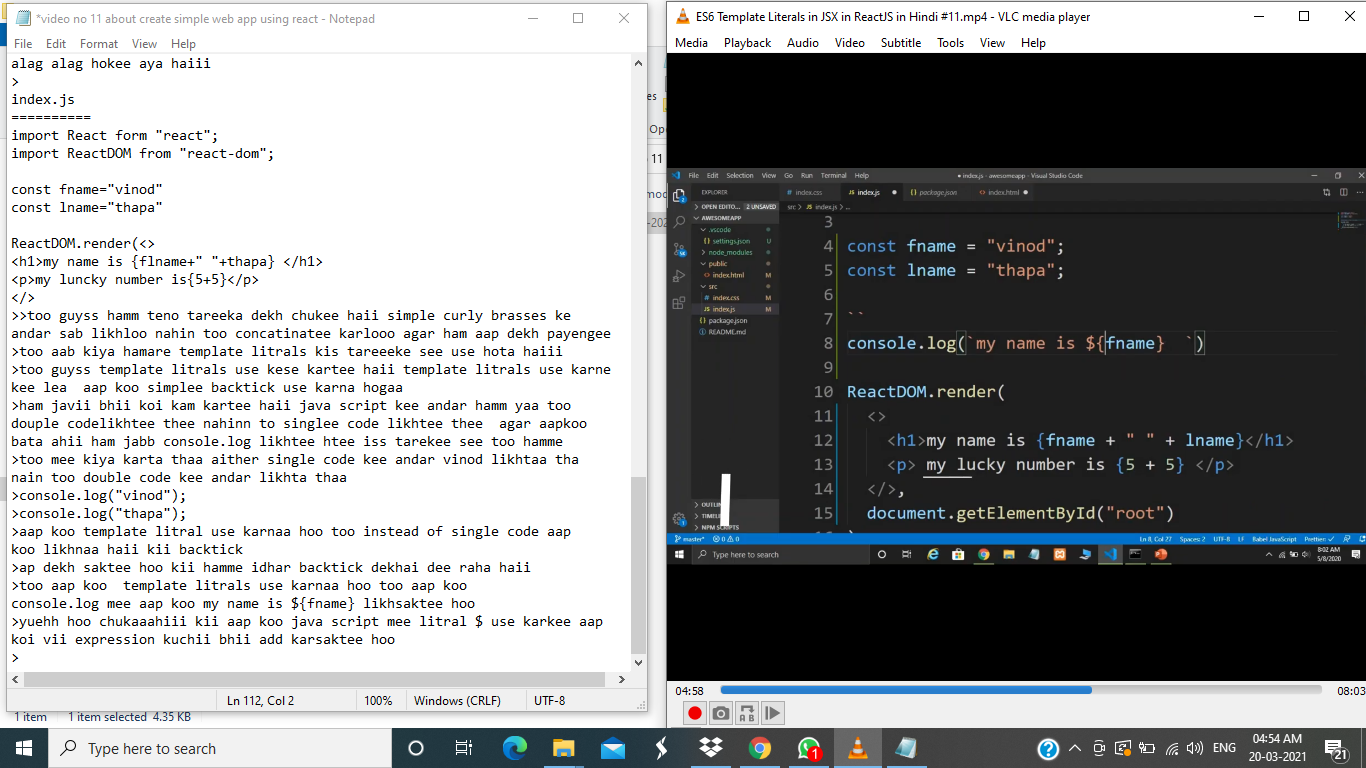 *video no 11 about create simple web app using react - Notepad
File Edit Format View Help
alag alag hokee aya haiii
>
index.js
==========
import React form "react";
import ReactDOM from "react-dom";
const fname="vinod"
const lname="thapa"
ReactDOM.render(<>
<h1>my name is {flname+" "+thapa} </h1>
<p>my luncky number is{5+5}</p>
</>
>>too guyss hamm teno tareeka dekh chukee haii simple curly brasses ke
andar sab likhloo nahin too concatinatee karlooo agar ham aap dekh payengee
>too aab kiya hamare template litrals kis tareeeke see use hota haiii
>too guyss template litrals use kese kartee haii template litrals use karne
kee lea  aap koo simplee backtick use karna hogaa
>ham javii bhii koi kam kartee haii java script kee andar hamm yaa too
douple codelikhtee thee nahinn to singlee code likhtee thee  agar aapkoo
bata ahii ham jabb console.log likhtee htee iss tarekee see too hamme
>too mee kiya karta thaa aither single code kee andar vinod likhtaa tha
nain too double code kee andar likhta thaa
>console.log("vinod");
>console.log("thapa");
>aap koo template litral use karnaa hoo too instead of single code aap
koo likhnaa haii kii backtick
>ap dekh saktee hoo kii hamme idhar backtick dekhai dee raha haii
>too aap koo  template litrals use karnaa hoo too aap koo
console.log mee aap koo my name is ${fname} likhsaktee hoo
>yuehh hoo chukaaahiii kii aap koo java script mee litral $ use karkee aap
koi vii expression kuchii bhii add karsaktee hoo
>
Ln 112, Col 2 100% Windows (CRLF) UTF-8
1 item 1 item selected 4.35 KB
es
Ope
11
mod
-202
ES6 Template Literals in JSX in ReactJS in Hindi #11.mp4 - VLC media player
Media Playback Audio Video Subtitle Tools View Help
File Edit Selection View Go Run Terminal Help
● index.js - awesomeapp - Visual Studio Code
EXPLORER
OPEN EDITO... 2 UNSAVED
AWESOMEAPP
.vscode
settings.json U
node_modules
public
index.html M
src
index.css M
index.js M
package.json
README.md
OUTLIN
TIMELI
NPM SCRIPTS
index.css JS index.js ● {} package.json <> index.html ●
src > JS index.js > ...
3
4 const fname = "vinod";
5 const lname = "thapa";
6
7 ``
8 console.log(`my name is ${fname}  `)
9
10 ReactDOM.render(
11 <>
12 <h1>my name is {fname + " " + lname}</h1>
13 <p> my lucky number is {5 + 5} </p>
14 </>,
15 document.getElementById("root")
master* 0 0 Ln 8, Col 27 Spaces: 2 UTF-8 LF Babel JavaScript Prettier: ✓
Type here to search
8:02 AM
5/8/2020
04:58 08:03
Type here to search
1
ENG
04:54 AM
20-03-2021
21